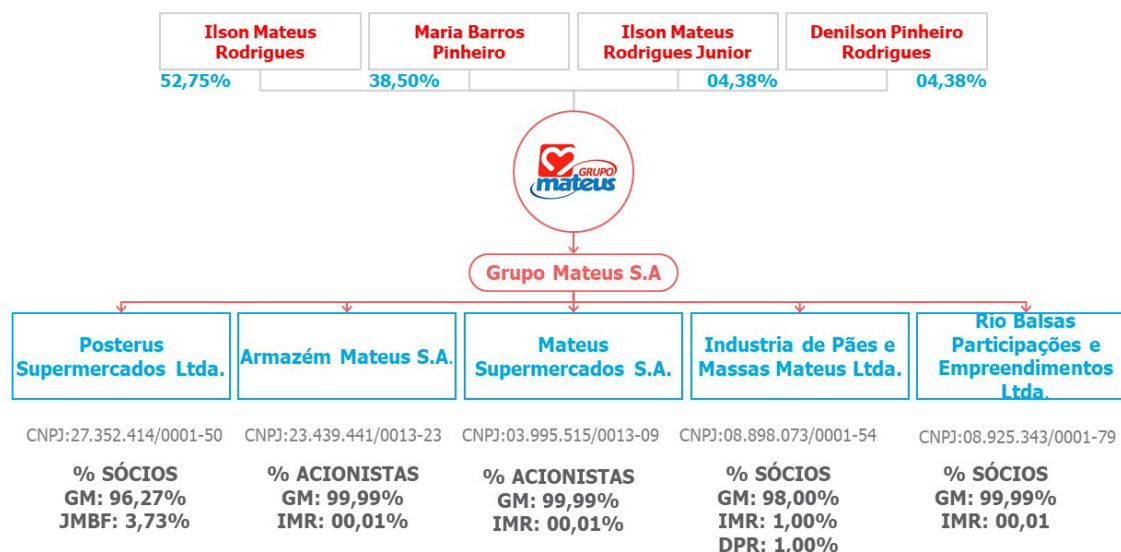 Ilson Mateus
Rodrigues
Maria Barros
Pinheiro
Ilson Mateus
Rodrigues Junior
Denilson Pinheiro
Rodrigues
52,75%
38,50%
04,38%
04,38%
GRUPO
mateus
Grupo Mateus S.A
Posterus
Supermercados Ltda.
Armazém Mateus S.A.
Mateus
Supermercados S.A.
Industria de Pães e
Massas Mateus Ltda.
Rio Balsas
Participações e
Empreendimentos
Ltda.
CNPJ:27.352.414/0001-50
CNPJ:23.439.441/0013-23
CNPJ:03.995.515/0013-09
CNPJ:08.898.073/0001-54
CNPJ:08.925.343/0001-79
% SÓCIOS
GM: 96,27%
JMBF: 3,73%
% ACIONISTAS
GM: 99,99%
IMR: 00,01%
% ACIONISTAS
GM: 99,99%
IMR: 00,01%
% SÓCIOS
GM: 98,00%
IMR: 1,00%
DPR: 1,00%
% SÓCIOS
GM: 99,99%
IMR: 00,01